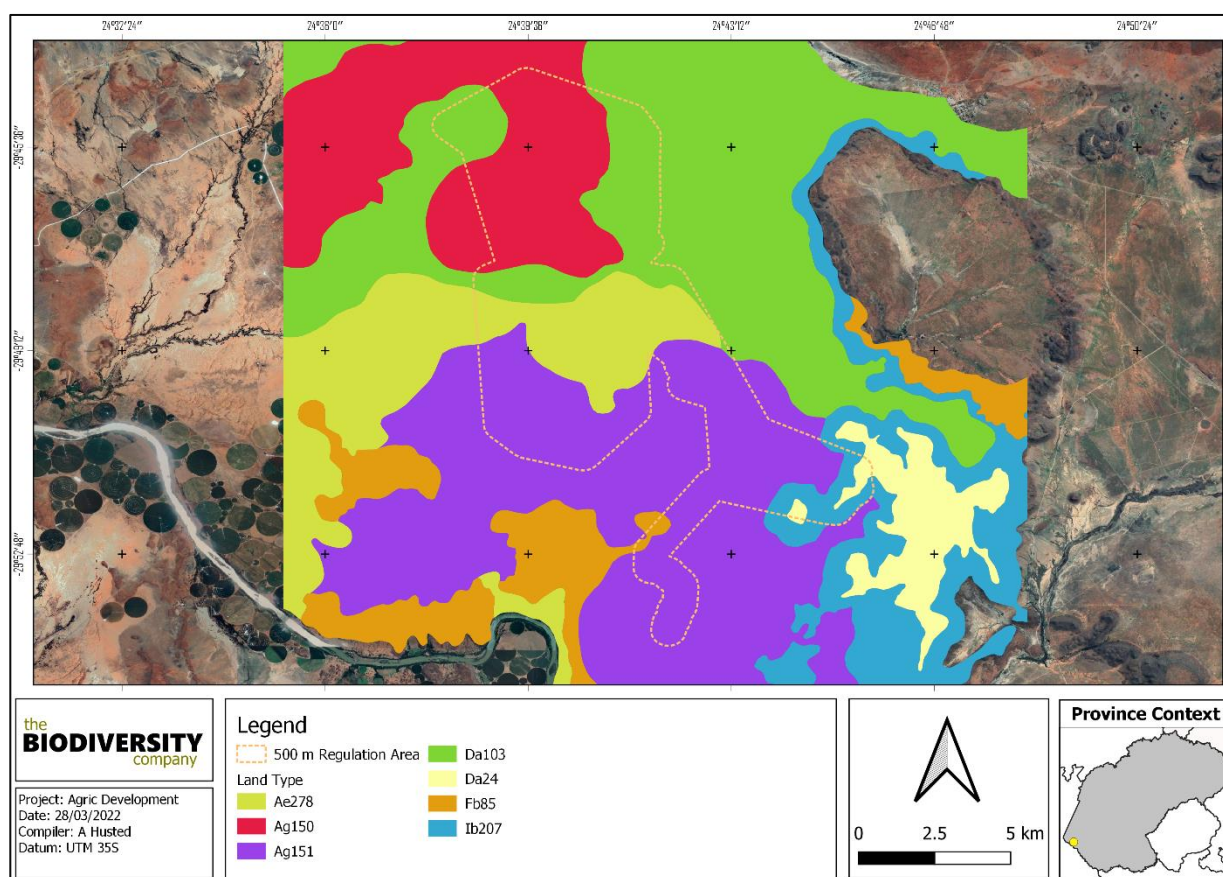 24°32'24" 24°36'0" 24°39'36" 24°43'12" 24°46'48" 24°50'24"
-29°45'36"
-29°49'12"
-29°52'48"
the
BIODIVERSITY
company
Project: Agric Development
Date: 28/03/2022
Compiler: A Husted
Datum: UTM 35S
Legend
500 m Regulation Area
Land Type
Ae278
Ag150
Ag151
Da103
Da24
Fb85
Ib207
0 2.5 5 km
Province Context